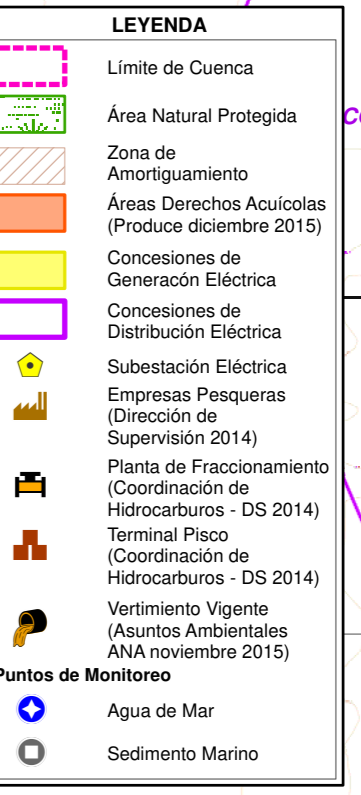 LEYENDA
Límite de Cuenca
Área Natural Protegida
Zona de
Amortiguamiento
Áreas Derechos Acuícolas
(Produce diciembre 2015)
Concesiones de
Generacón Eléctrica
Concesiones de
Distribución Eléctrica
Subestación Eléctrica
Empresas Pesqueras
(Dirección de
Supervisión 2014)
Planta de Fraccionamiento
(Coordinación de
Hidrocarburos - DS 2014)
Terminal Pisco
(Coordinación de
Hidrocarburos - DS 2014)
Vertimiento Vigente
(Asuntos Ambientales
ANA noviembre 2015)
Puntos de Monitoreo
Agua de Mar
Sedimento Marino